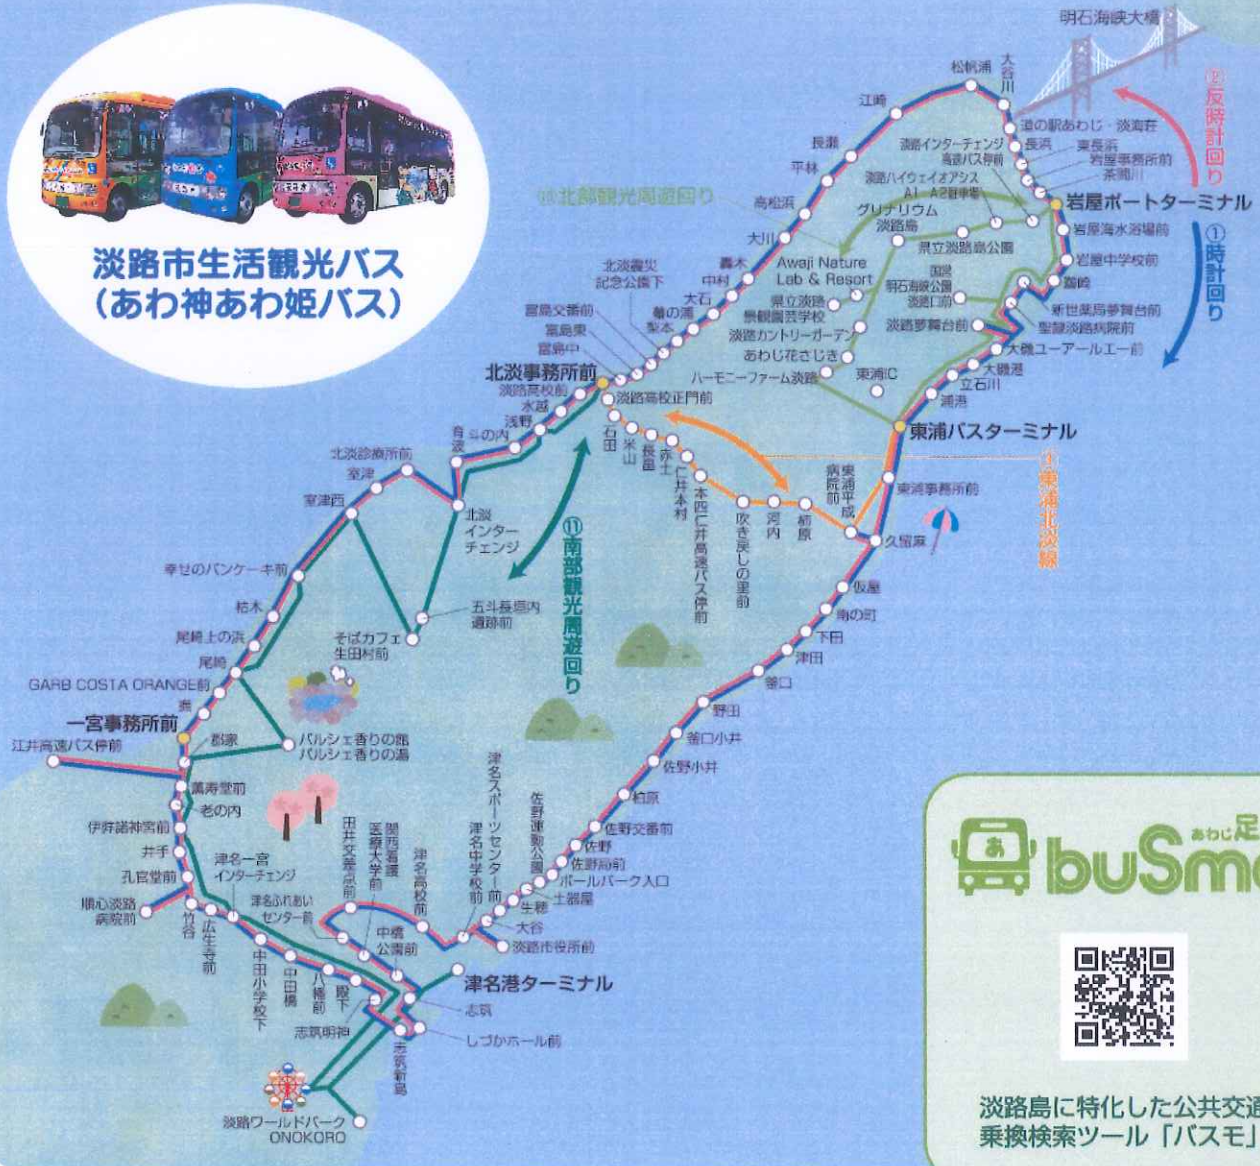 明石海峡大橋
淡路市生活観光バス
(あわ神あわ姫バス)
②反時計回り
①時計回り
⑩北部観光周遊回り
⑪南部観光周遊回り
東浦北淡線
松帆浦
大谷川
江崎
道の駅あわじ・淡海荘
長浜
東長浜
岩屋事務所前
茶間川
岩屋ポートターミナル
岩屋海水浴場前
岩屋中学校前
鵜崎
新世薬局夢舞台前
聖隷淡路病院前
大磯ユーアールエー前
大磯港
立石川
浦港
東浦バスターミナル
東浦事務所前
久留麻
仮屋
南の町
下田
津田
釜口
野田
釜口小井
佐野小井
柏原
佐野交番前
佐野
佐野局前
ボールパーク入口
土器屋
生穂
大谷
淡路市役所前
長瀬
平林
高松浜
大川
轟木
中村
大石
蟇の浦
梨本
北淡震災
記念公園下
富島交番前
富島東
富島中
北淡事務所前
淡路高校前
水越
浅野
斗の内
育波
北淡診療所前
室津
室津西
北淡
インター
チェンジ
五斗長垣内
遺跡前
そばカフェ
生田村前
幸せのパンケーキ前
枯木
尾崎上の浜
尾崎
GARB COSTA ORANGE前
一宮事務所前
江井高速バス停前
郡家
パルシェ香りの館
パルシェ香りの湯
萬寿堂前
老の内
伊弉諾神宮前
井手
孔官堂前
順心淡路
病院前
竹谷
広生寺前
津名一宮
インターチェンジ
中田小学校下
中田橋
八幡前
殿下
志筑明神
津名ふれあい
センター前
田井交差点前
関西看護
医療大学前
中橋
公園前
津名高校前
津名中学校前
津名スポーツセンター前
佐野運動公園
津名港ターミナル
志筑
しづかホール前
志筑新島
淡路ワールドパーク
ONOKORO
淡路インターチェンジ
高速バス停前
淡路ハイウェイオアシス
A1 A2駐車場
グリナリウム
淡路島
県立淡路島公園
Awaji Nature
Lab & Resort
国営
明石海峡公園
淡路口前
県立淡路
景観園芸学校
淡路カントリーガーデン
淡路夢舞台前
あわじ花さじき
ハーモニーファーム淡路
東浦IC
淡路高校正門前
石田
米山
長畠
赤土
仁井本村
本四仁井高速バス停前
吹き戻しの里前
河内
柿原
東浦平成
病院前
あ
あわじ足
buSmo
淡路島に特化した公共交通
乗換検索ツール「バスモ」